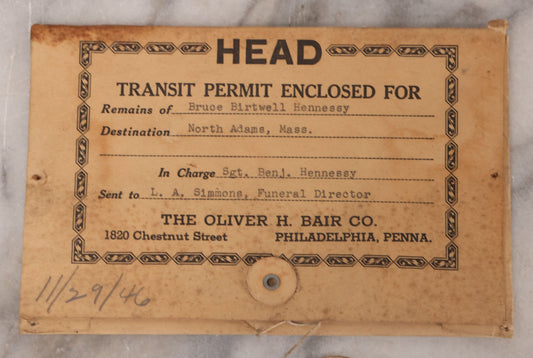 HEAD
TRANSIT PERMIT ENCLOSED FOR
Remains of Bruce Birtwell Hennessy
Destination North Adams, Mass.
In Charge Sgt. Benj. Hennessy
Sent to L. A. Simmons, Funeral Director
THE OLIVER H. BAIR CO.
1820 Chestnut Street PHILADELPHIA, PENNA.
11/29/46